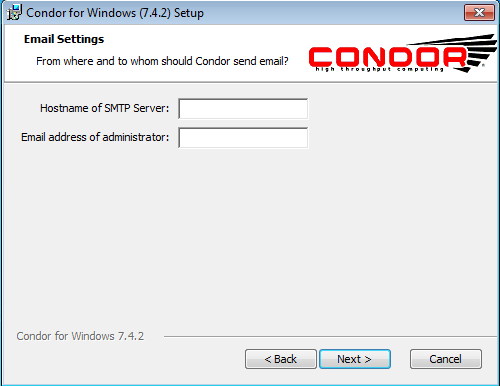 Condor for Windows (7.4.2) Setup
Email Settings
From where and to whom should Condor send email?
CONDOR
high throughput computing
Hostname of SMTP Server:
Email address of administrator:
Condor for Windows 7.4.2
< Back
Next >
Cancel